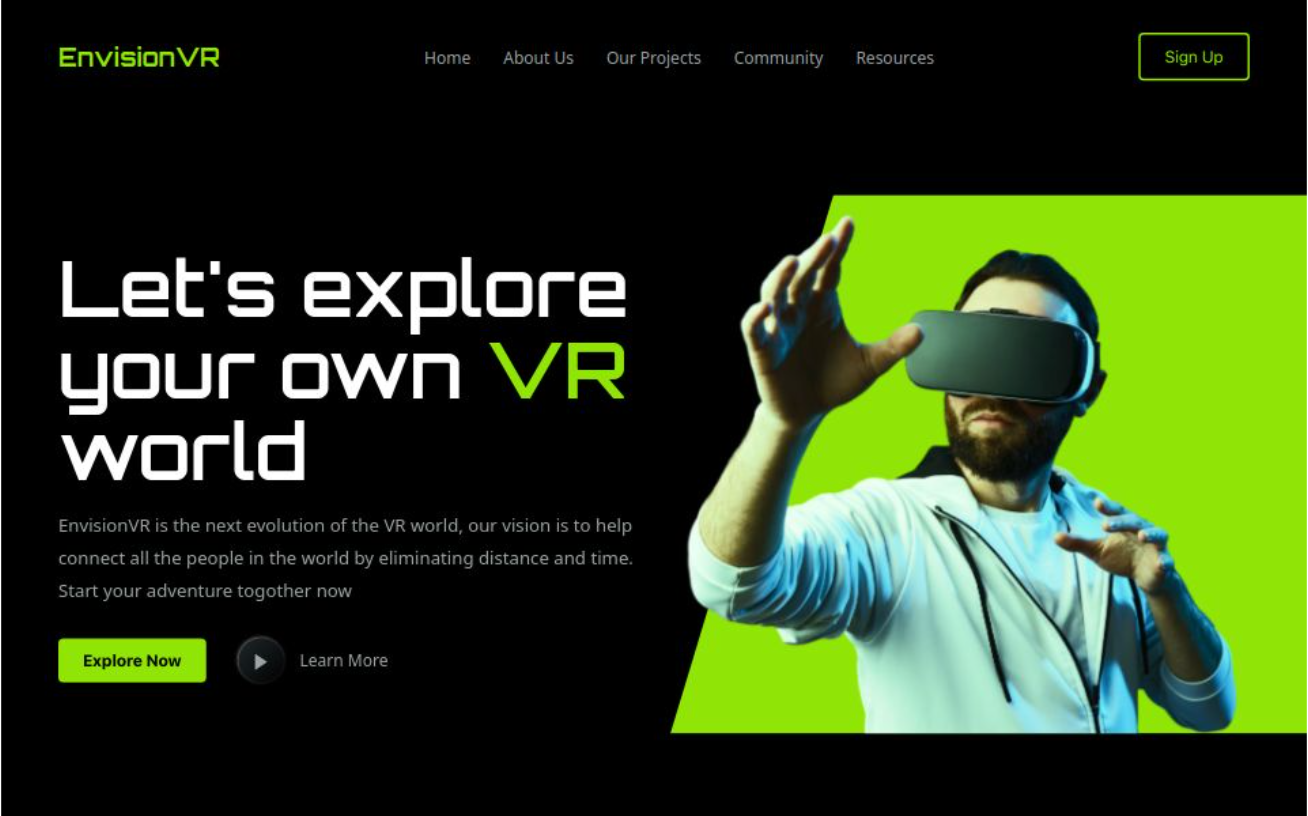 EnvisionVR
Home About Us Our Projects Community Resources
Sign Up
Let's explore
your own VR
world
EnvisionVR is the next evolution of the VR world, our vision is to help
connect all the people in the world by eliminating distance and time.
Start your adventure togother now
Explore Now
Learn More